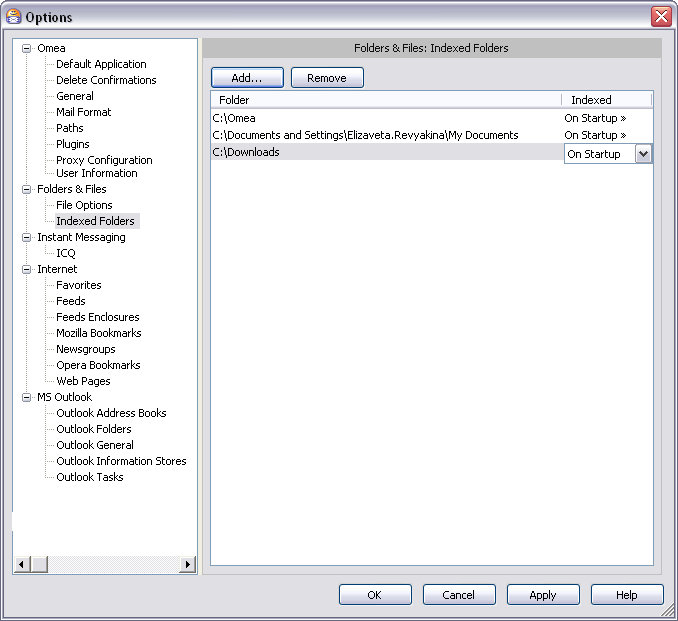 Options
Omea
Default Application
Delete Confirmations
General
Mail Format
Paths
Plugins
Proxy Configuration
User Information
Folders & Files
File Options
Indexed Folders
Instant Messaging
ICQ
Internet
Favorites
Feeds
Feeds Enclosures
Mozilla Bookmarks
Newsgroups
Opera Bookmarks
Web Pages
MS Outlook
Outlook Address Books
Outlook Folders
Outlook General
Outlook Information Stores
Outlook Tasks
Folders & Files: Indexed Folders
Add... Remove
Folder Indexed
C:\Omea On Startup »
C:\Documents and Settings\Elizaveta.Revyakina\My Documents On Startup »
C:\Downloads On Startup
OK Cancel Apply Help